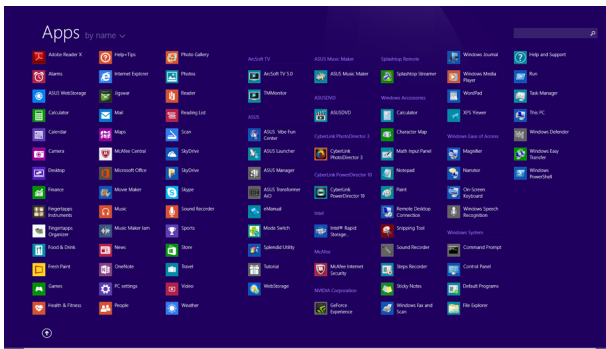 Apps by name
Adobe Reader X
Alarms
ASUS WebStorage
Calculator
Calendar
Camera
Desktop
Finance
Fingertapps
Instruments
Fingertapps
Organizer
Food & Drink
Fresh Paint
Games
Health & Fitness
Help+Tips
Internet Explorer
Jigswar
Mail
Maps
McAfee Central
Microsoft Office
Movie Maker
Music
Music Maker Jam
News
OneNote
PC settings
People
Photo Gallery
Photos
Reader
Reading List
Scan
SkyDrive
SkyDrive
Skype
Sound Recorder
Sports
Store
Travel
Video
Weather
ArcSoft TV
ArcSoft TV 5.0
TMMonitor
ASUS
ASUS Vibe Fun
Center
ASUS Launcher
ASUS Manager
ASUS Transformer
AiO
eManual
Mode Switch
Splendid Utility
Tutorial
WebStorage
ASUS Music Maker
ASUS Music Maker
ASUSDVD
ASUSDVD
CyberLink PhotoDirector 3
CyberLink
PhotoDirector 3
CyberLink PowerDirector 10
CyberLink
PowerDirector 10
Intel
Intel® Rapid
Storage...
McAfee
McAfee Internet
Security
NVIDIA Corporation
GeForce
Experience
Splashtop Remote
Splashtop Streamer
Windows Accessories
Calculator
Character Map
Math Input Panel
Notepad
Paint
Remote Desktop
Connection
Snipping Tool
Sound Recorder
Steps Recorder
Sticky Notes
Windows Fax and
Scan
Windows Journal
Windows Media
Player
WordPad
XPS Viewer
Windows Ease of Access
Magnifier
Narrator
On-Screen
Keyboard
Windows Speech
Recognition
Windows System
Command Prompt
Control Panel
Default Programs
File Explorer
Help and Support
Run
Task Manager
This PC
Windows Defender
Windows Easy
Transfer
Windows
PowerShell